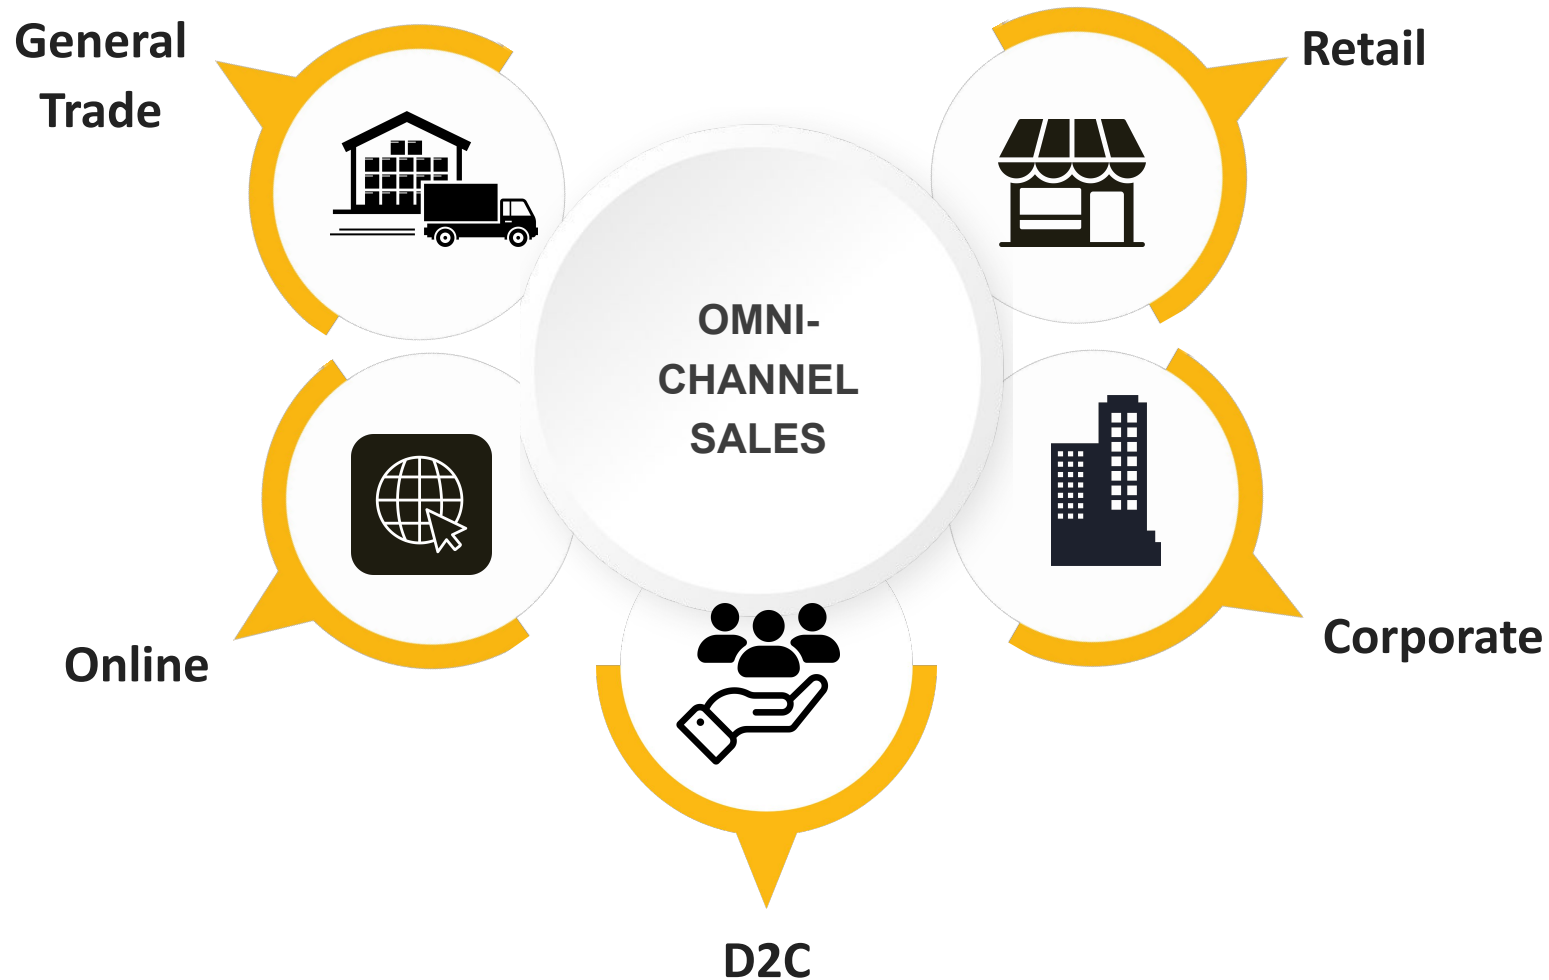 General
Trade
Retail
OMNI-
CHANNEL
SALES
Online
Corporate
D2C